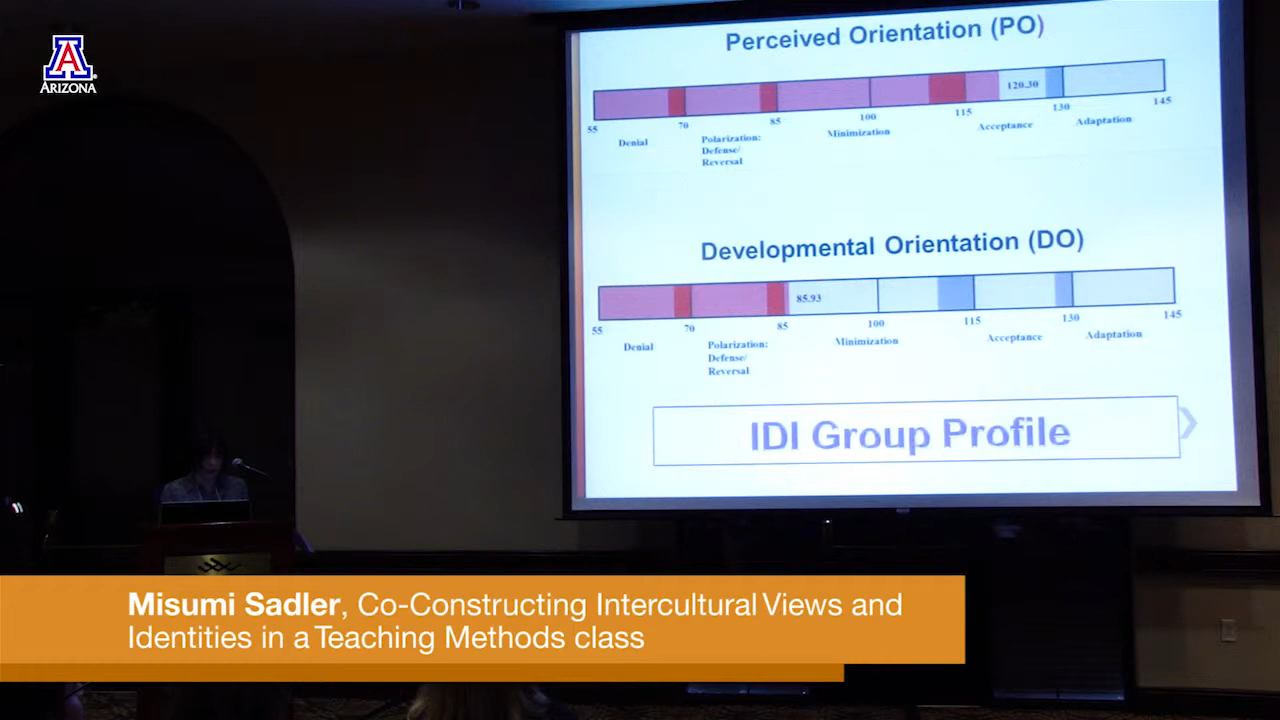 A
ARIZONA
Perceived Orientation (PO)
120.30
55 70 85 100 115 130 145
Denial Polarization: Defense/ Reversal Minimization Acceptance Adaptation
Developmental Orientation (DO)
85.93
55 70 85 100 115 130 145
Denial Polarization: Defense/ Reversal Minimization Acceptance Adaptation
IDI Group Profile
Misumi Sadler, Co-Constructing Intercultural Views and
Identities in a Teaching Methods class